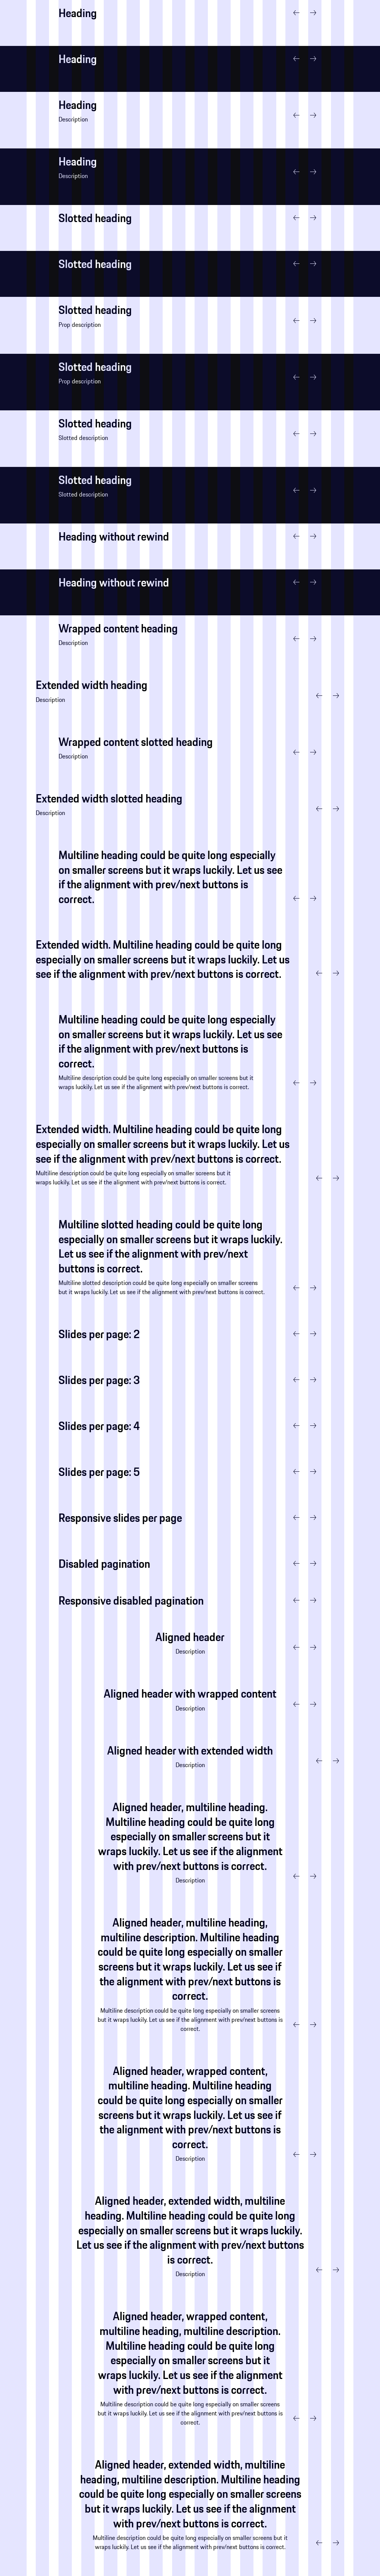 Heading
Heading
Heading
Description
Heading
Description
Slotted heading
Slotted heading
Slotted heading
Prop description
Slotted heading
Prop description
Slotted heading
Slotted description
Slotted heading
Slotted description
Heading without rewind
Heading without rewind
Wrapped content heading
Description
Extended width heading
Description
Wrapped content slotted heading
Description
Extended width slotted heading
Description
Multiline heading could be quite long especially
on smaller screens but it wraps luckily. Let us see
if the alignment with prev/next buttons is
correct.
Extended width. Multiline heading could be quite long
especially on smaller screens but it wraps luckily. Let us
see if the alignment with prev/next buttons is correct.
Multiline heading could be quite long especially
on smaller screens but it wraps luckily. Let us see
if the alignment with prev/next buttons is
correct.
Multiline description could be quite long especially on smaller screens but it
wraps luckily. Let us see if the alignment with prev/next buttons is correct.
Extended width. Multiline heading could be quite long
especially on smaller screens but it wraps luckily. Let us
see if the alignment with prev/next buttons is correct.
Multiline description could be quite long especially on smaller screens but it
wraps luckily. Let us see if the alignment with prev/next buttons is correct.
Multiline slotted heading could be quite long
especially on smaller screens but it wraps luckily.
Let us see if the alignment with prev/next
buttons is correct.
Multiline slotted description could be quite long especially on smaller screens
but it wraps luckily. Let us see if the alignment with prev/next buttons is correct.
Slides per page: 2
Slides per page: 3
Slides per page: 4
Slides per page: 5
Responsive slides per page
Disabled pagination
Responsive disabled pagination
Aligned header
Description
Aligned header with wrapped content
Description
Aligned header with extended width
Description
Aligned header, multiline heading.
Multiline heading could be quite long
especially on smaller screens but it
wraps luckily. Let us see if the alignment
with prev/next buttons is correct.
Description
Aligned header, multiline heading,
multiline description. Multiline heading
could be quite long especially on smaller
screens but it wraps luckily. Let us see if
the alignment with prev/next buttons is
correct.
Multiline description could be quite long especially on smaller screens
but it wraps luckily. Let us see if the alignment with prev/next buttons is
correct.
Aligned header, wrapped content,
multiline heading. Multiline heading
could be quite long especially on smaller
screens but it wraps luckily. Let us see if
the alignment with prev/next buttons is
correct.
Description
Aligned header, extended width, multiline
heading. Multiline heading could be quite long
especially on smaller screens but it wraps luckily.
Let us see if the alignment with prev/next buttons
is correct.
Description
Aligned header, wrapped content,
multiline heading, multiline description.
Multiline heading could be quite long
especially on smaller screens but it
wraps luckily. Let us see if the alignment
with prev/next buttons is correct.
Multiline description could be quite long especially on smaller screens
but it wraps luckily. Let us see if the alignment with prev/next buttons is
correct.
Aligned header, extended width, multiline
heading, multiline description. Multiline heading
could be quite long especially on smaller screens
but it wraps luckily. Let us see if the alignment
with prev/next buttons is correct.
Multiline description could be quite long especially on smaller screens but it
wraps luckily. Let us see if the alignment with prev/next buttons is correct.